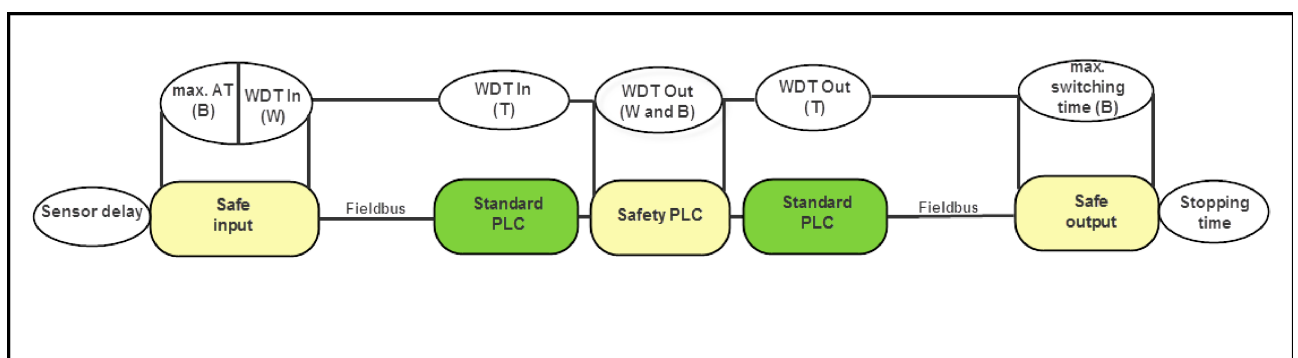 max. AT
(B)
WDT In
(W)
WDT In
(T)
WDT Out
(W and B)
WDT Out
(T)
max.
switching
time (B)
Sensor delay
Safe
input
Fieldbus
Standard
PLC
Safety PLC
Standard
PLC
Fieldbus
Safe
output
Stopping
time